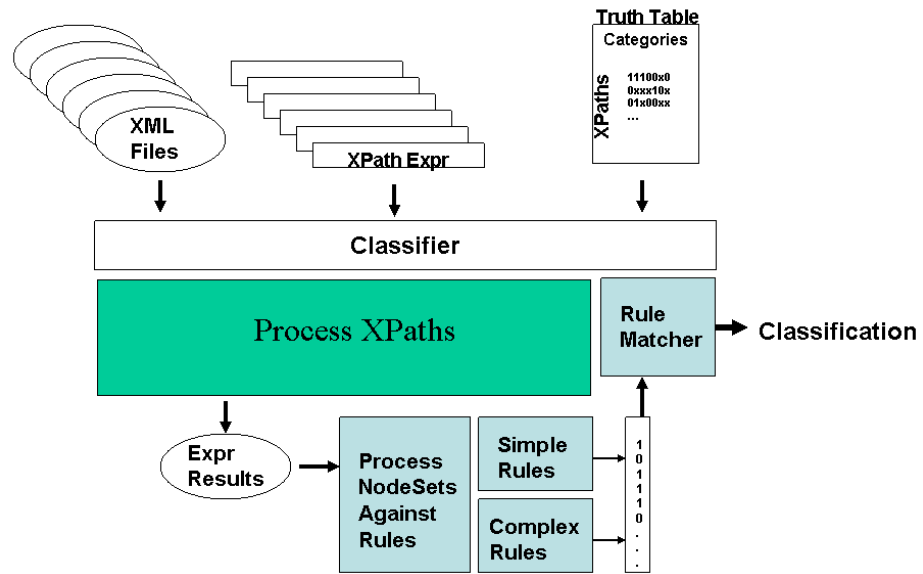 Truth Table
Categories
XPaths
11100x0
0xxx10x
01x00xx
...
XML
Files
XPath Expr
Classifier
Process XPaths
Rule
Matcher
Classification
Expr
Results
Process
NodeSets
Against
Rules
Simple
Rules
Complex
Rules
1
0
1
1
1
0
.
.
.